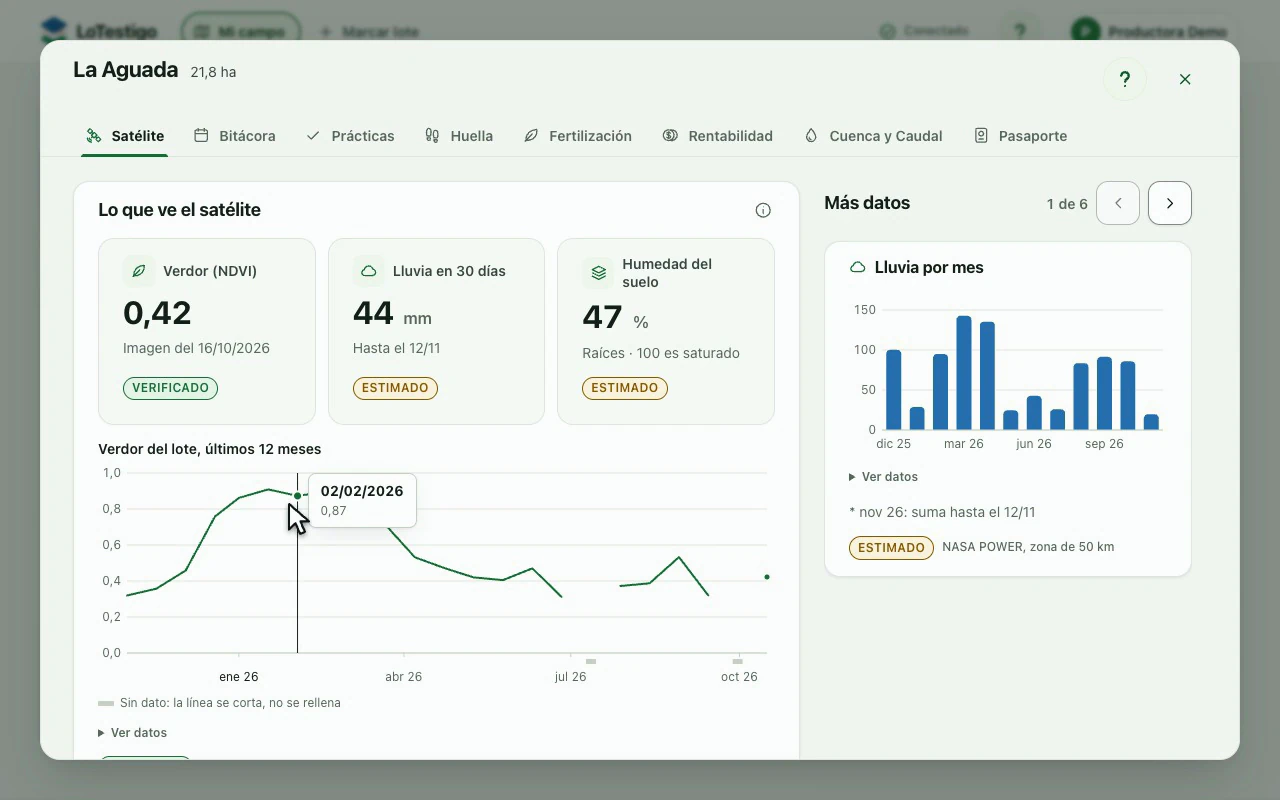 LoTestigo
Mi campo
Marcar lote
Conectado
?
P
Productora Demo
La Aguada
21,8 ha
?
Satélite
Bitácora
Prácticas
Huella
Fertilización
Rentabilidad
Cuenca y Caudal
Pasaporte
Lo que ve el satélite
Verdor (NDVI)
0,42
Imagen del 16/10/2026
VERIFICADO
Lluvia en 30 días
44 mm
Hasta el 12/11
ESTIMADO
Humedad del
suelo
47 %
Raíces · 100 es saturado
ESTIMADO
Verdor del lote, últimos 12 meses
1,0
0,8
0,6
0,4
0,2
0,0
02/02/2026
0,87
ene 26
abr 26
jul 26
oct 26
Sin dato: la línea se corta, no se rellena
Ver datos
Más datos
1 de 6
Lluvia por mes
150
100
50
0
dic 25
mar 26
jun 26
sep 26
Ver datos
* nov 26: suma hasta el 12/11
ESTIMADO
NASA POWER, zona de 50 km